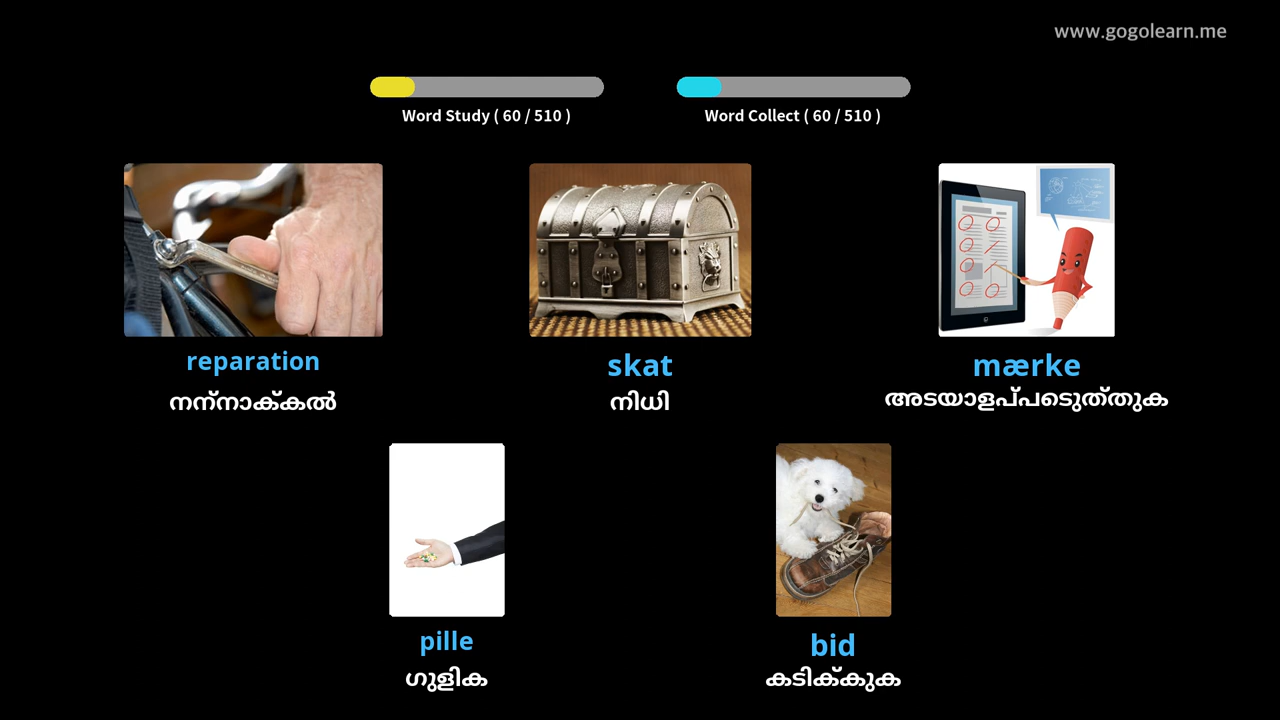 www.gogolearn.me
Word Study ( 60 / 510 )
Word Collect ( 60 / 510 )
reparation
skat
mærke
നന്നാക്കൽ
നിധി
അടയാളപ്പടെുത്തുക
pille
bid
ഗുളിക
കടിക്കുക